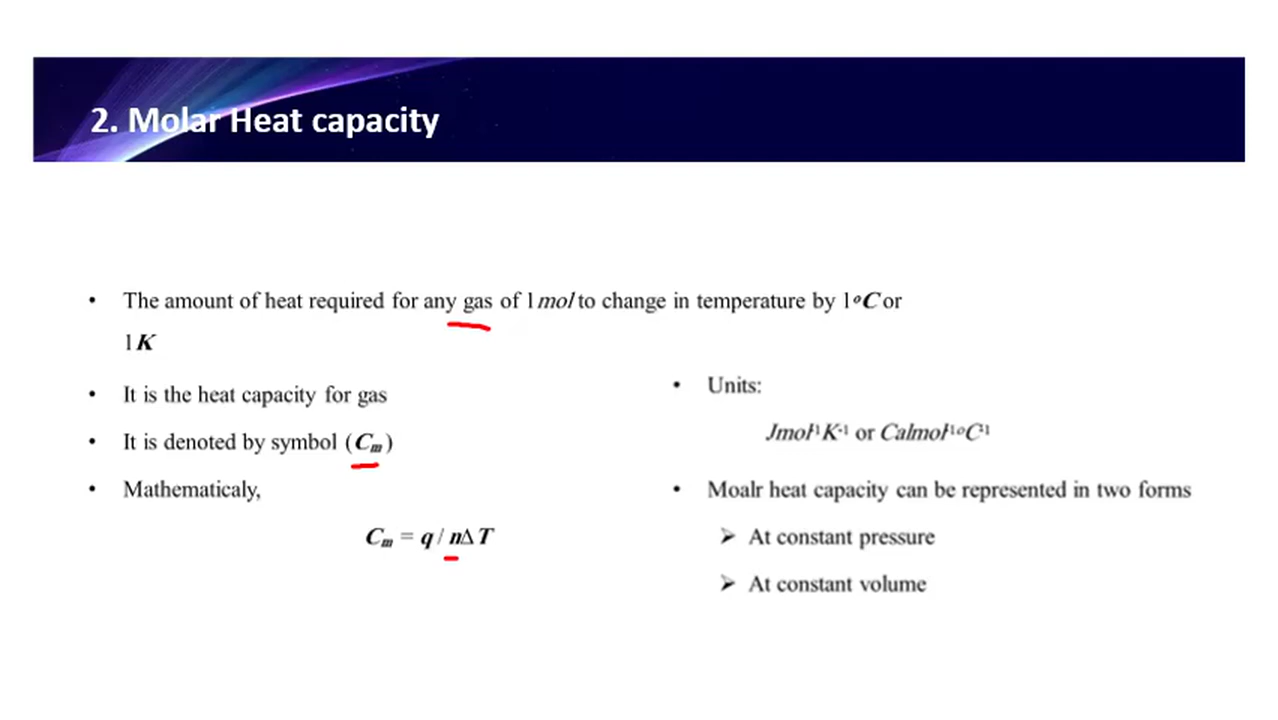 2. Molar Heat capacity
• The amount of heat required for any gas of 1 mol to change in temperature by 1°C or
1 K
• It is the heat capacity for gas
• It is denoted by symbol (Cₘ)
• Mathematicaly,
Cₘ = q / nΔT
• Units:
Jmol⁻¹K⁻¹ or Calmol⁻¹°C⁻¹
• Moalr heat capacity can be represented in two forms
➢ At constant pressure
➢ At constant volume